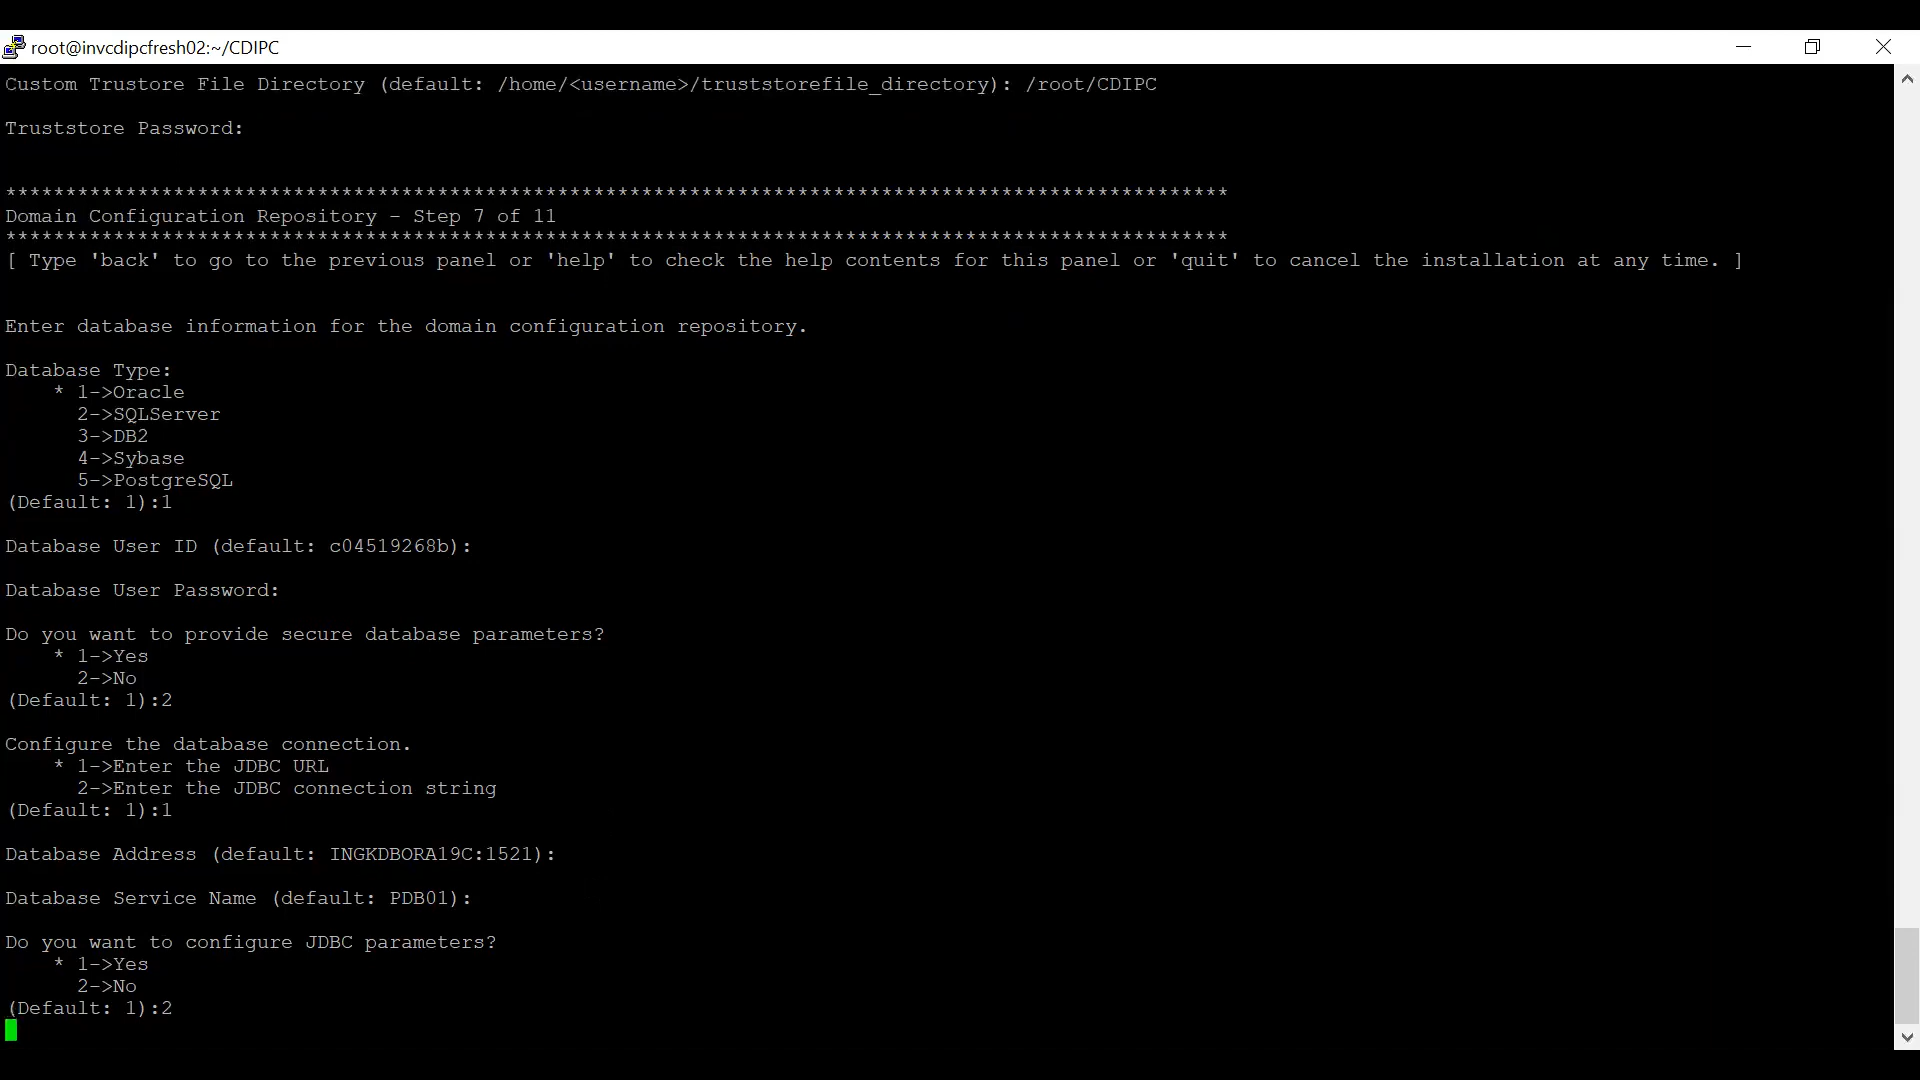 root@invcdipcfresh02:~/CDIPC
Custom Trustore File Directory (default: /home/<username>/truststorefile_directory): /root/CDIPC
Truststore Password:
******************************************************************************************************
Domain Configuration Repository - Step 7 of 11
******************************************************************************************************
[ Type 'back' to go to the previous panel or 'help' to check the help contents for this panel or 'quit' to cancel the installation at any time. ]
Enter database information for the domain configuration repository.
Database Type:
* 1->Oracle
2->SQLServer
3->DB2
4->Sybase
5->PostgreSQL
(Default: 1):1
Database User ID (default: c04519268b):
Database User Password:
Do you want to provide secure database parameters?
* 1->Yes
2->No
(Default: 1):2
Configure the database connection.
* 1->Enter the JDBC URL
2->Enter the JDBC connection string
(Default: 1):1
Database Address (default: INGKDBORA19C:1521):
Database Service Name (default: PDB01):
Do you want to configure JDBC parameters?
* 1->Yes
2->No
(Default: 1):2